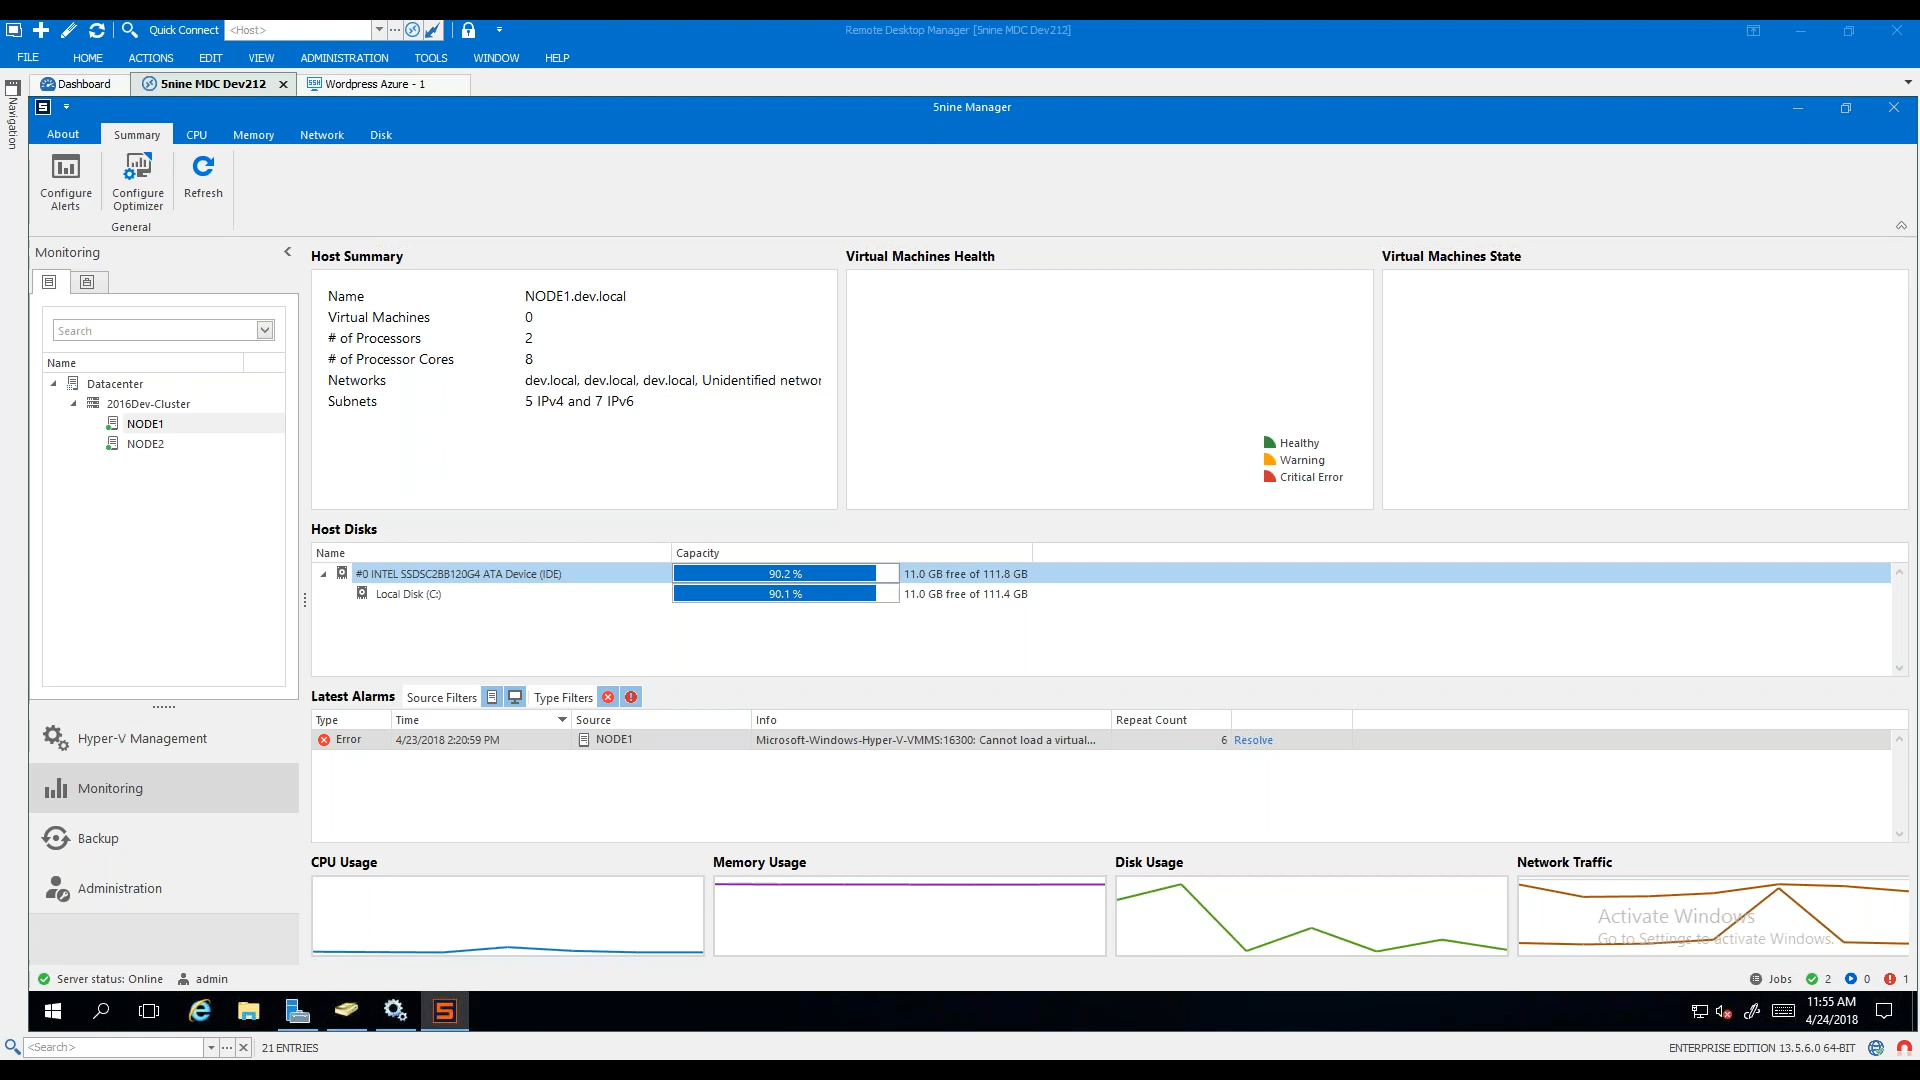 Quick Connect <Host> Remote Desktop Manager [5nine MDC Dev212]
FILE HOME ACTIONS EDIT VIEW ADMINISTRATION TOOLS WINDOW HELP
Navigation
Dashboard 5nine MDC Dev212 SSH Wordpress Azure - 1
5nine Manager
About Summary CPU Memory Network Disk
Configure Alerts
Configure Optimizer
Refresh
General
Monitoring
Search
Name
Datacenter
2016Dev-Cluster
NODE1
NODE2
Hyper-V Management
Monitoring
Backup
Administration
Host Summary
Name NODE1.dev.local
Virtual Machines 0
# of Processors 2
# of Processor Cores 8
Networks dev.local, dev.local, dev.local, Unidentified networ
Subnets 5 IPv4 and 7 IPv6
Virtual Machines Health
Healthy
Warning
Critical Error
Virtual Machines State
Host Disks
Name Capacity
#0 INTEL SSDSC2BB120G4 ATA Device (IDE) 90.2 % 11.0 GB free of 111.8 GB
Local Disk (C:) 90.1 % 11.0 GB free of 111.4 GB
Latest Alarms Source Filters Type Filters
Type Time Source Info Repeat Count
Error 4/23/2018 2:20:59 PM NODE1 Microsoft-Windows-Hyper-V-VMMS:16300: Cannot load a virtual... 6 Resolve
CPU Usage Memory Usage Disk Usage Network Traffic
Activate Windows
Go to Settings to activate Windows.
Server status: Online admin Jobs 2 0 1
11:55 AM
4/24/2018
<Search> 21 ENTRIES ENTERPRISE EDITION 13.5.6.0 64-BIT